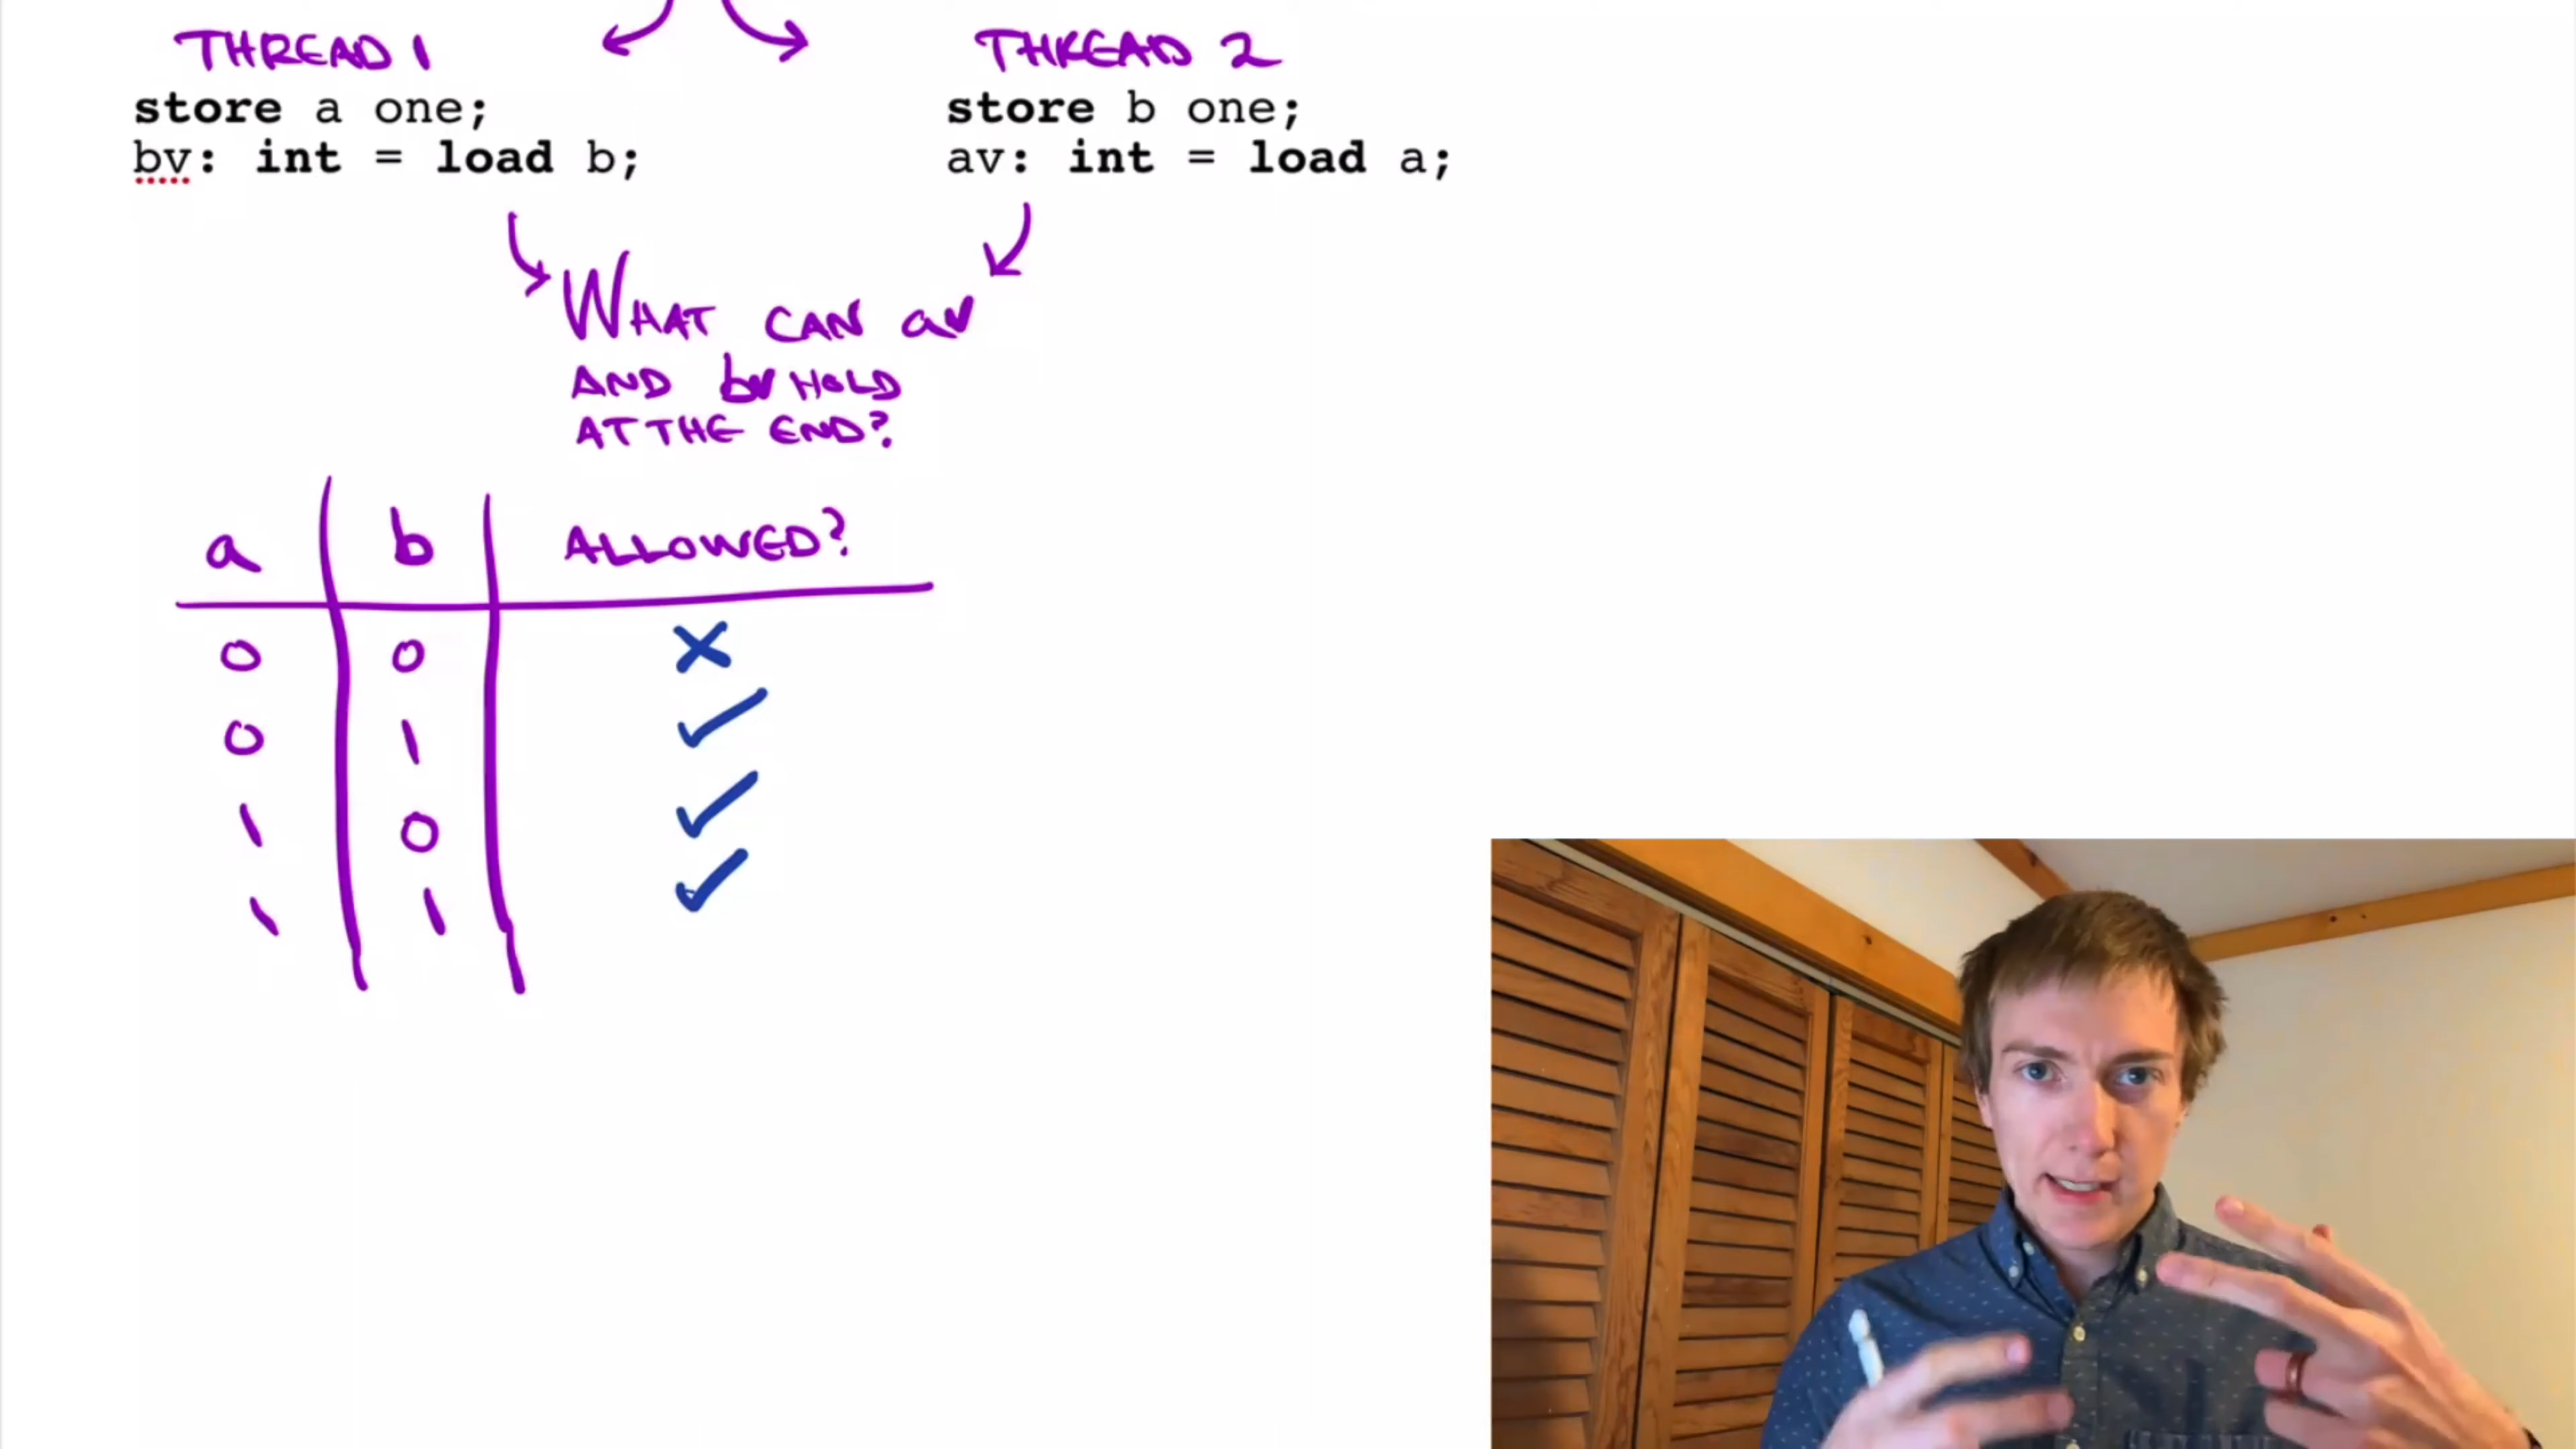 THREAD 1 THREAD 2
store a one; store b one;
bv: int = load b; av: int = load a;
WHAT CAN av
AND bv HOLD
AT THE END?
a b ALLOWED?
0 0 ✗
0 1 ✓
1 0 ✓
1 1 ✓